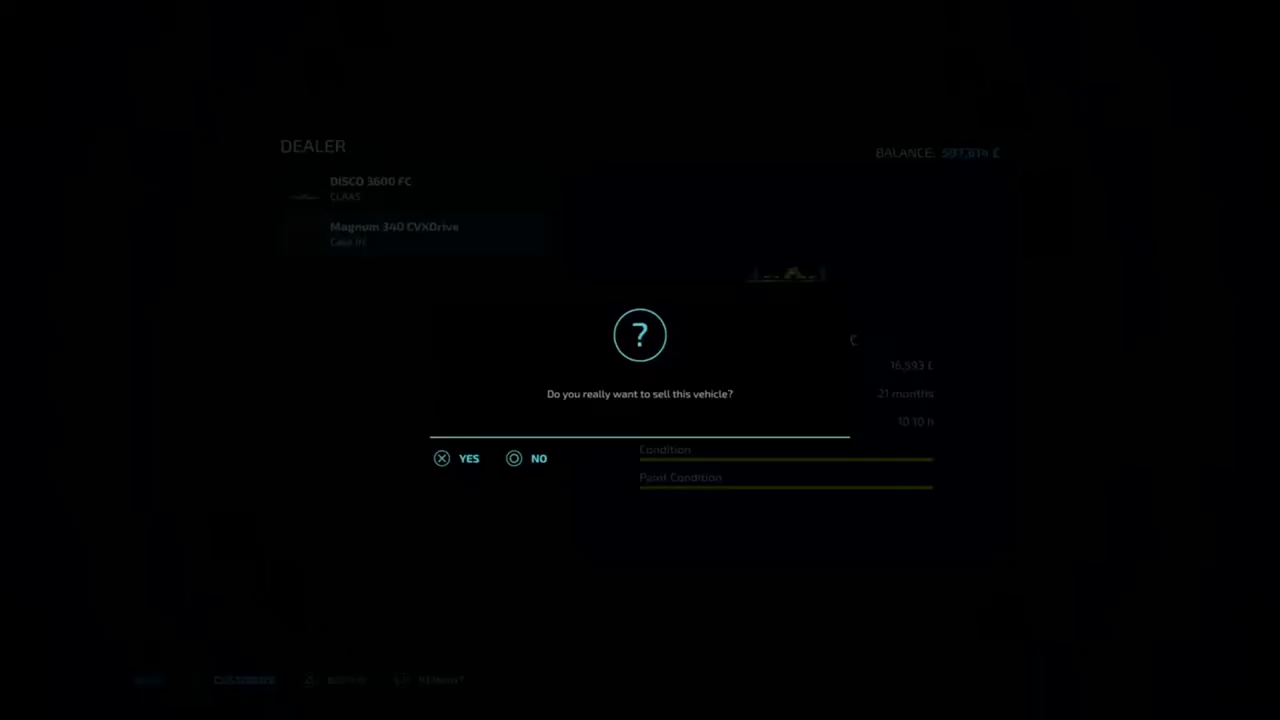 DEALER
BALANCE: £
DISCO 3600 FC
CLAAS
Magnum 340 CVXDrive
Case IH
?
Do you really want to sell this vehicle?
C
16,593 £
21 months
10:10 h
YES NO
Condition
Paint Condition
CUSTOMIZE